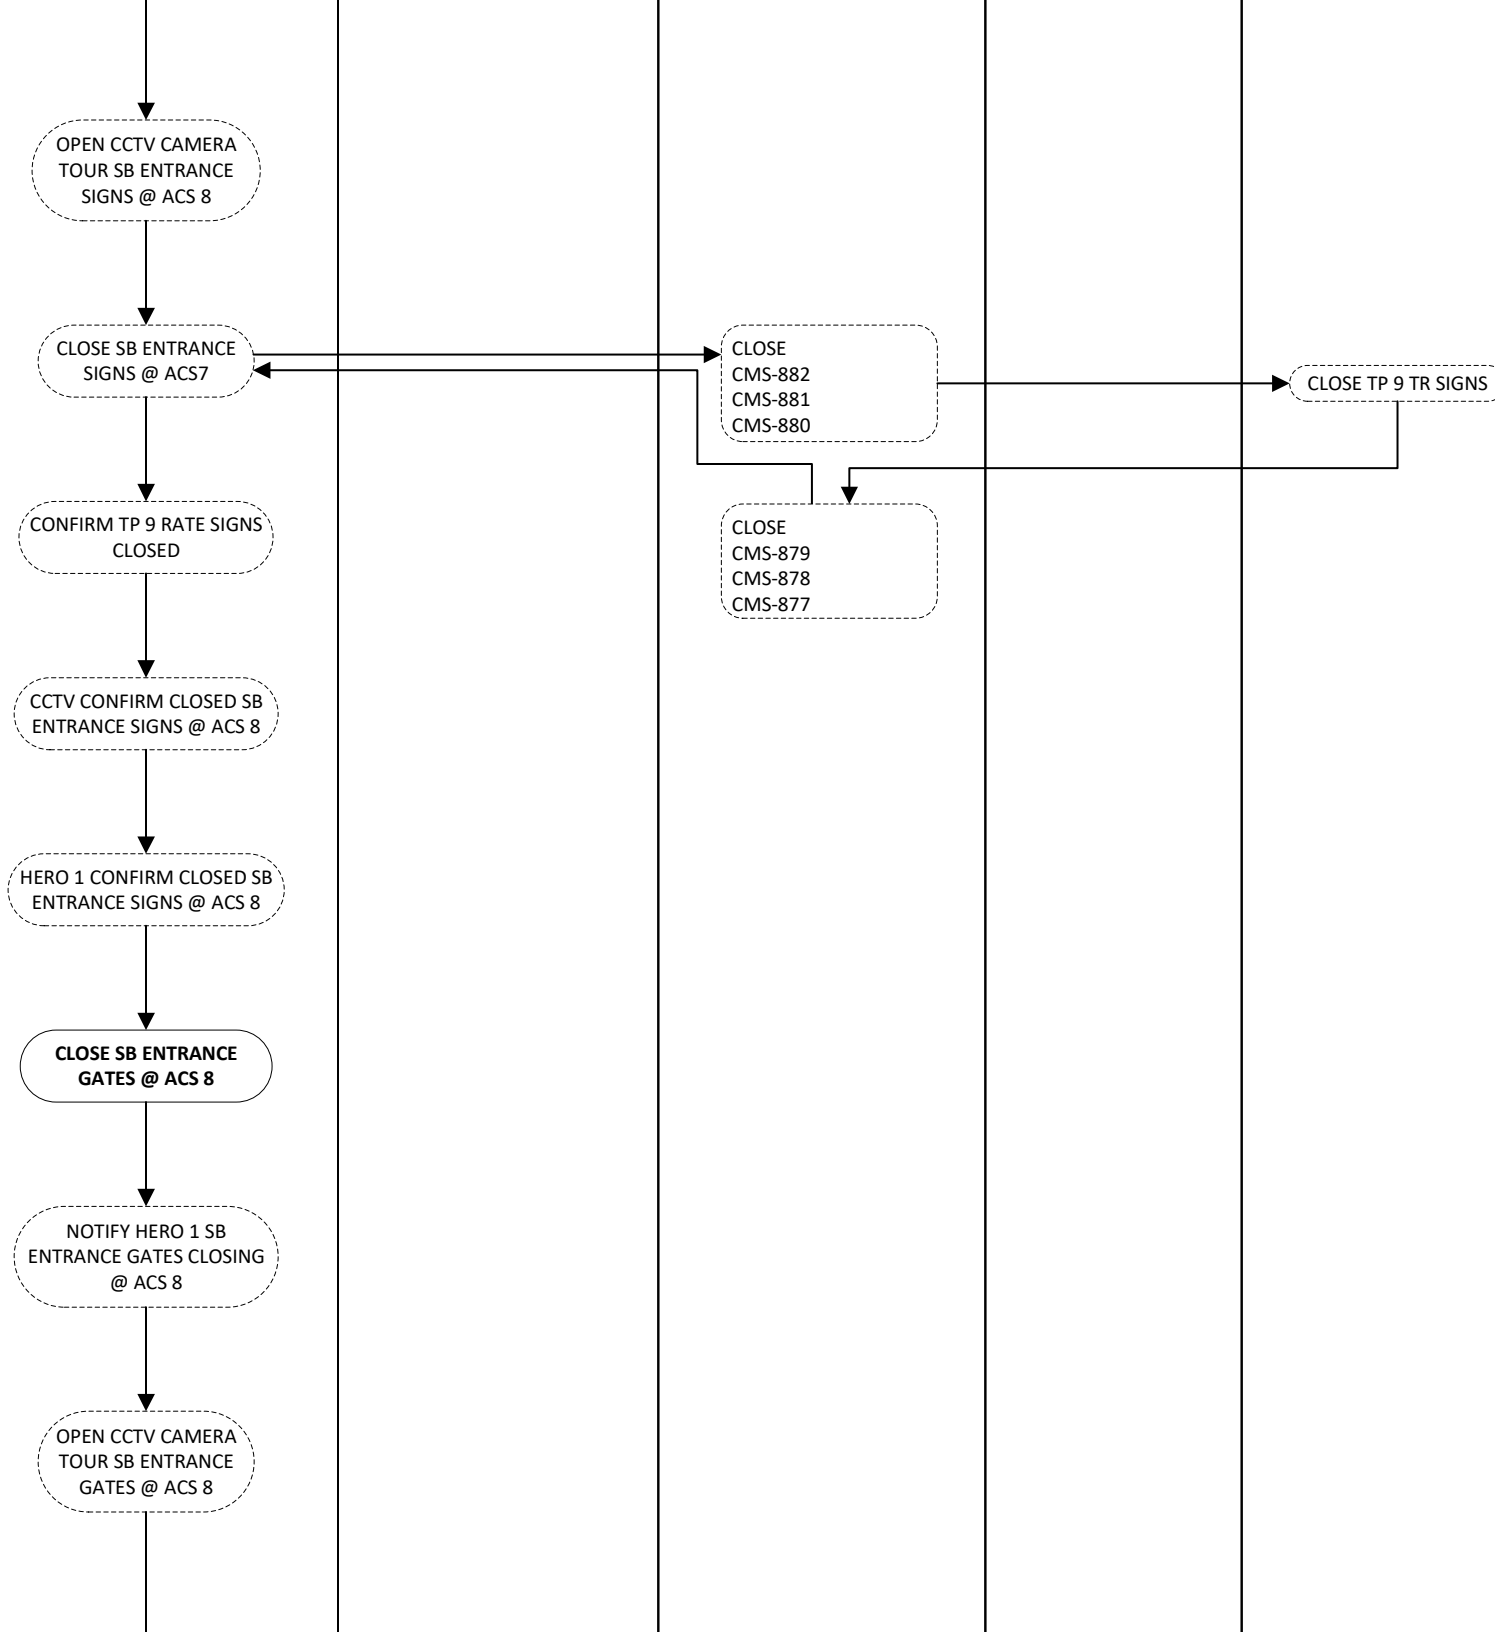 OPEN CCTV CAMERA
TOUR SB ENTRANCE
SIGNS @ ACS 8
CLOSE SB ENTRANCE
SIGNS @ ACS7
CLOSE
CMS-882
CMS-881
CMS-880
CLOSE TP 9 TR SIGNS
CONFIRM TP 9 RATE SIGNS
CLOSED
CLOSE
CMS-879
CMS-878
CMS-877
CCTV CONFIRM CLOSED SB
ENTRANCE SIGNS @ ACS 8
HERO 1 CONFIRM CLOSED SB
ENTRANCE SIGNS @ ACS 8
CLOSE SB ENTRANCE
GATES @ ACS 8
NOTIFY HERO 1 SB
ENTRANCE GATES CLOSING
@ ACS 8
OPEN CCTV CAMERA
TOUR SB ENTRANCE
GATES @ ACS 8